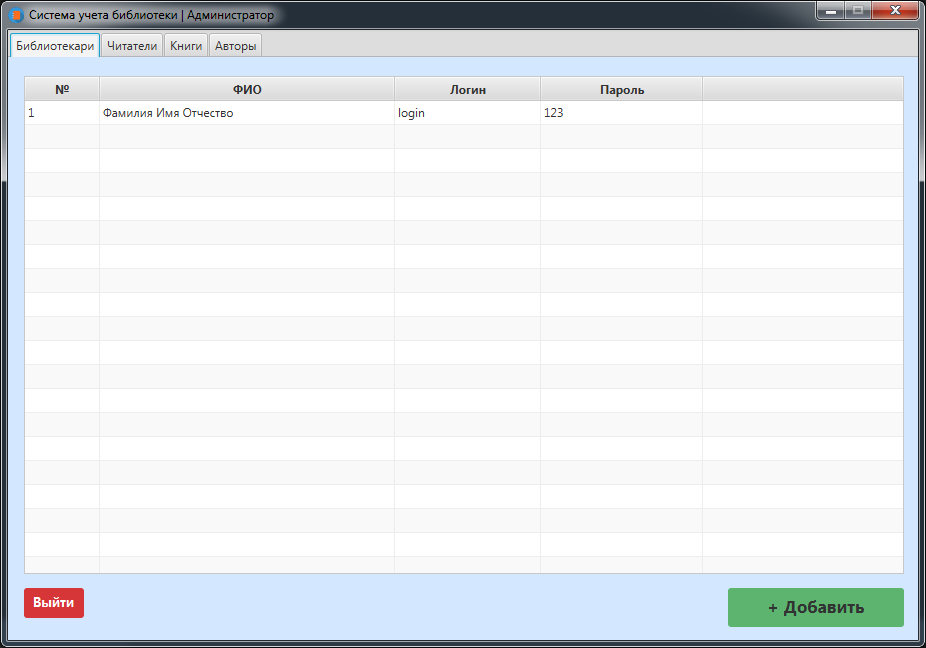 Система учета библиотеки | Администратор
Библиотекари Читатели Книги Авторы
№ ФИО Логин Пароль
1 Фамилия Имя Отчество login 123
Выйти
+ Добавить